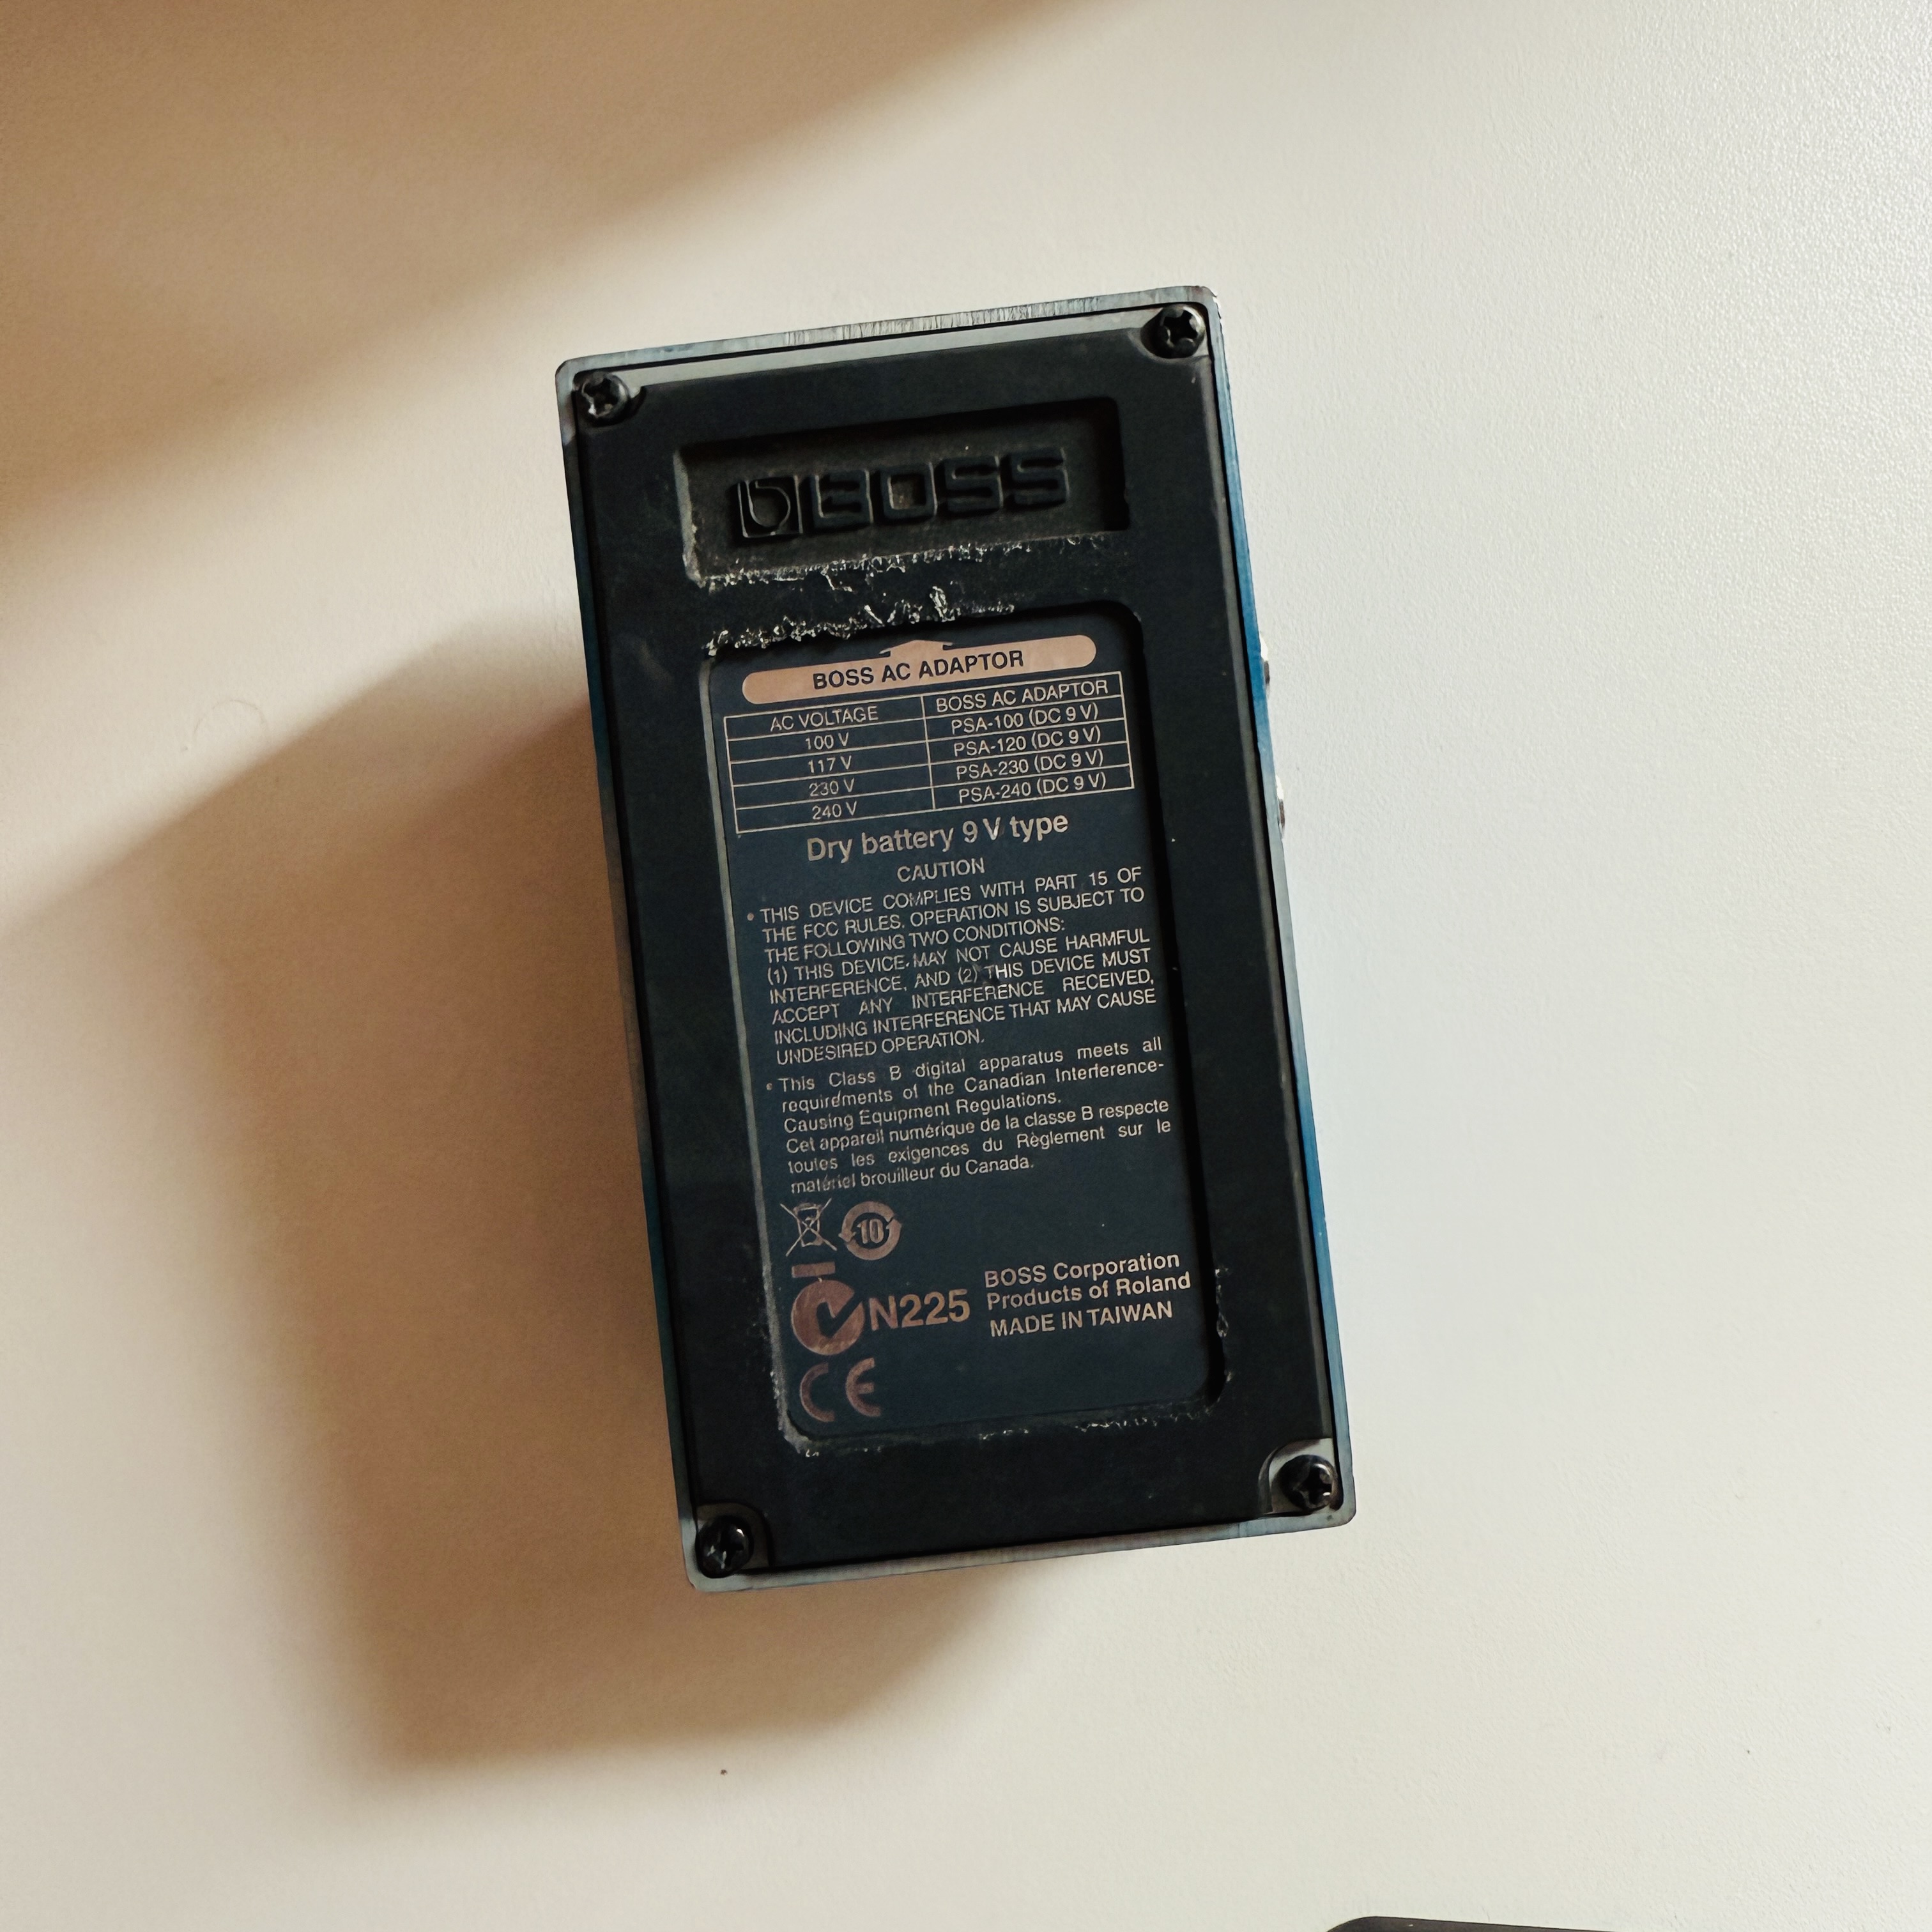 BOSS
BOSS AC ADAPTOR
AC VOLTAGE BOSS AC ADAPTOR
100 V PSA-100 (DC 9 V)
117 V PSA-120 (DC 9 V)
230 V PSA-230 (DC 9 V)
240 V PSA-240 (DC 9 V)
Dry battery 9 V type
CAUTION
• THIS DEVICE COMPLIES WITH PART 15 OF
THE FCC RULES. OPERATION IS SUBJECT TO
THE FOLLOWING TWO CONDITIONS:
(1) THIS DEVICE MAY NOT CAUSE HARMFUL
INTERFERENCE, AND (2) THIS DEVICE MUST
ACCEPT ANY INTERFERENCE RECEIVED,
INCLUDING INTERFERENCE THAT MAY CAUSE
UNDESIRED OPERATION.
• This Class B digital apparatus meets all
requirements of the Canadian Interference-
Causing Equipment Regulations.
Cet appareil numérique de la classe B respecte
toutes les exigences du Règlement sur le
matériel brouilleur du Canada.
10
N225
BOSS Corporation
Products of Roland
MADE IN TAIWAN
CE